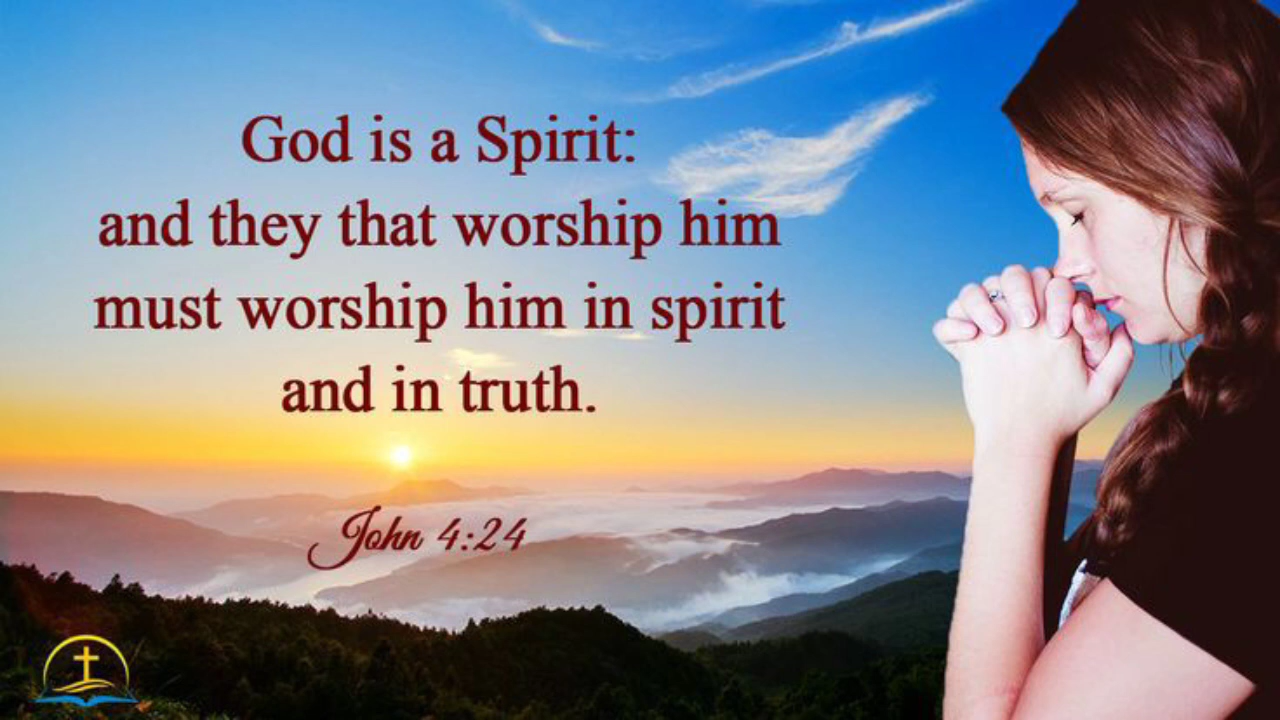 God is a Spirit:
and they that worship him
must worship him in spirit
and in truth.
John 4:24